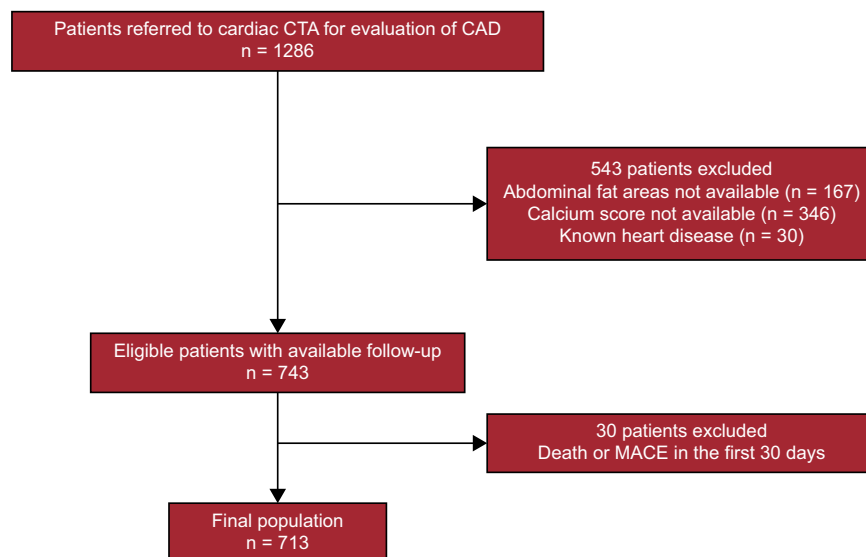 Patients referred to cardiac CTA for evaluation of CAD
n = 1286
543 patients excluded
Abdominal fat areas not available (n = 167)
Calcium score not available (n = 346)
Known heart disease (n = 30)
Eligible patients with available follow-up
n = 743
30 patients excluded
Death or MACE in the first 30 days
Final population
n = 713